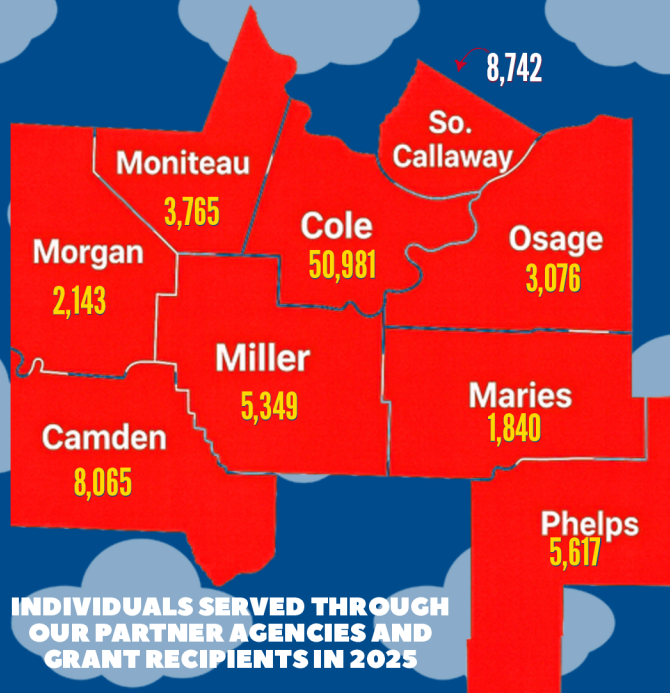 8,742
So.
Callaway
Moniteau
3,765
Cole
50,981
Osage
3,076
Morgan
2,143
Miller
5,349
Maries
1,840
Camden
8,065
Phelps
5,617
INDIVIDUALS SERVED THROUGH
OUR PARTNER AGENCIES AND
GRANT RECIPIENTS IN 2025